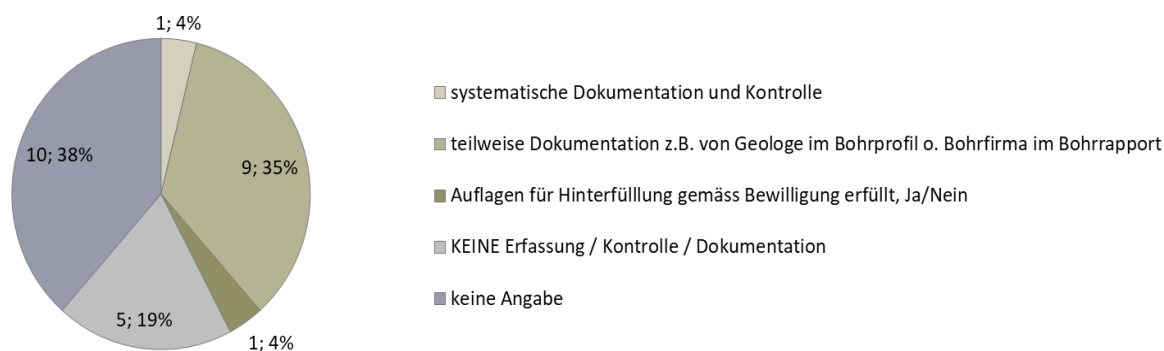 1; 4%
systematische Dokumentation und Kontrolle
10; 38%
9; 35%
teilweise Dokumentation z.B. von Geologe im Bohrprofil o. Bohrfirma im Bohrrapport
Auflagen für Hinterfülllung gemäss Bewilligung erfüllt, Ja/Nein
KEINE Erfassung / Kontrolle / Dokumentation
keine Angabe
5; 19%
1; 4%